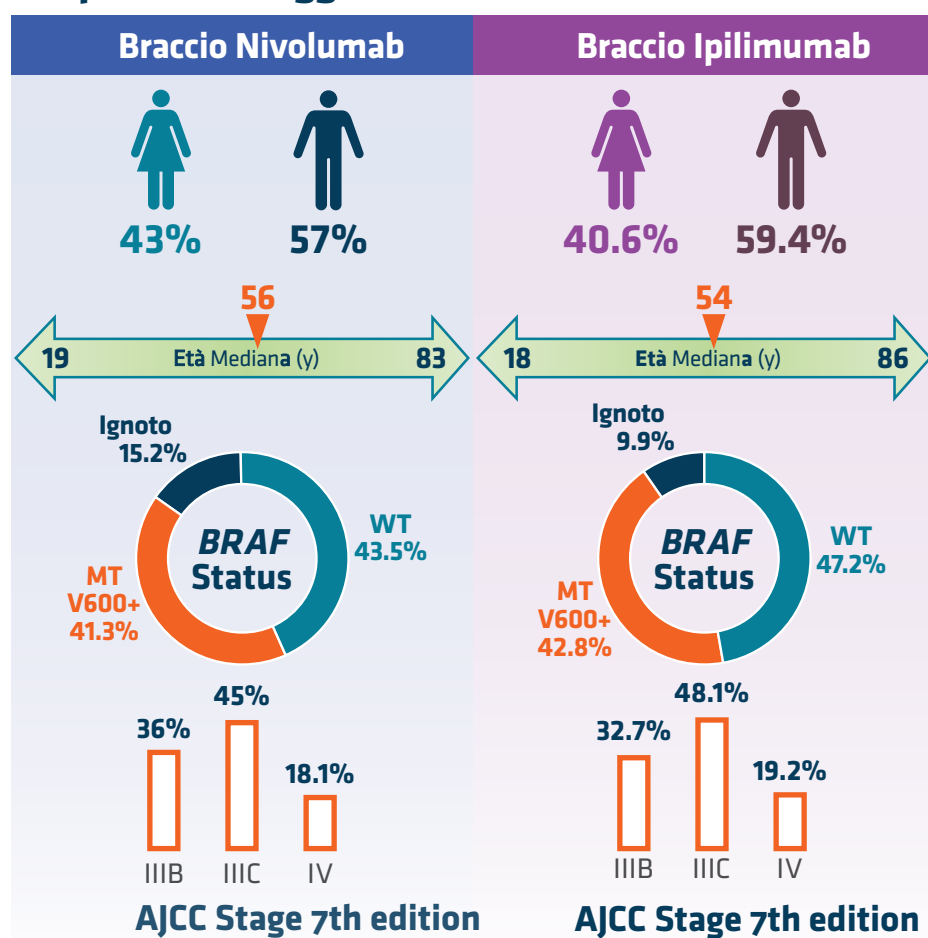 Braccio Nivolumab
43%
57%
56
19
Età Mediana (y)
83
Ignoto
15.2%
BRAF
Status
WT
43.5%
MT
V600+
41.3%
36%
45%
18.1%
IIIB
IIIC
IV
AJCC Stage 7th edition
Braccio Ipilimumab
40.6%
59.4%
54
18
Età Mediana (y)
86
Ignoto
9.9%
BRAF
Status
WT
47.2%
MT
V600+
42.8%
32.7%
48.1%
19.2%
IIIB
IIIC
IV
AJCC Stage 7th edition